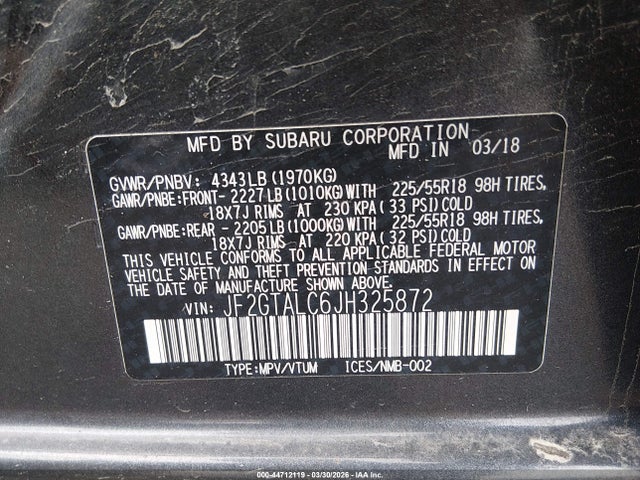 MFD BY SUBARU CORPORATION
MFD IN 03/18
GVWR/PNBV: 4343LB (1970KG)
GAWR/PNBE:FRONT- 2227LB(1010KG)WITH 225/55R18 98H TIRES,
18X7J RIMS AT 230 KPA( 33 PSI)COLD
GAWR/PNBE:REAR - 2205LB(1000KG)WITH 225/55R18 98H TIRES,
18X7J RIMS AT 220 KPA( 32 PSI)COLD
THIS VEHICLE CONFORMS TO ALL APPLICABLE FEDERAL MOTOR
VEHICLE SAFETY AND THEFT PREVENTION STANDARDS IN EFFECT ON
THE DATE OF MANUFACTURE SHOWN ABOVE.
VIN: JF2GTALC6JH325872
TYPE:MPV/VTUM ICES/NMB-002
000-44712119 - 03/30/2026 - IAA Inc.